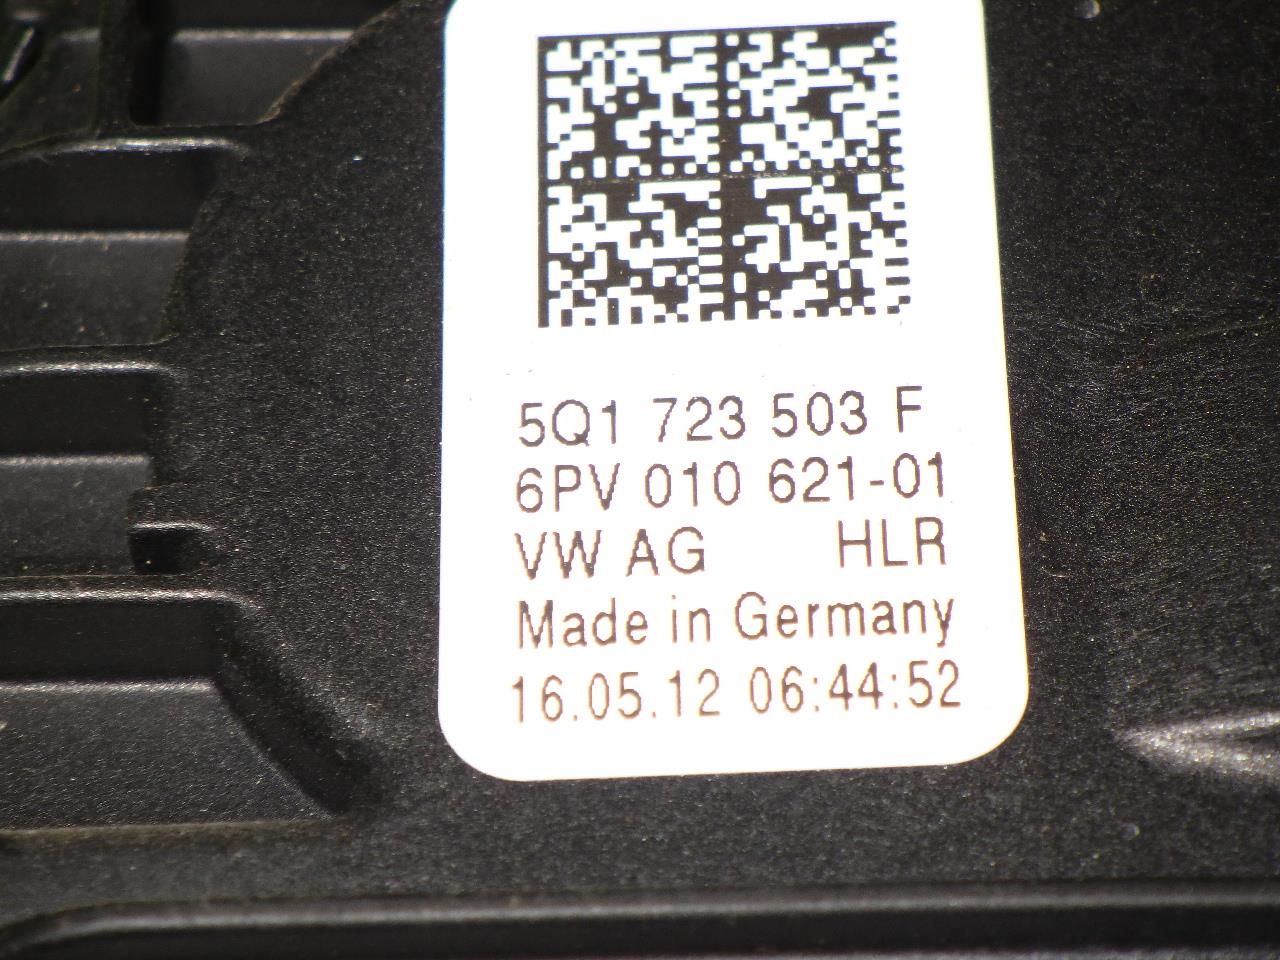 5Q1 723 503 F
6PV 010 621-01
VW AG HLR
Made in Germany
16.05.12 06:44:52